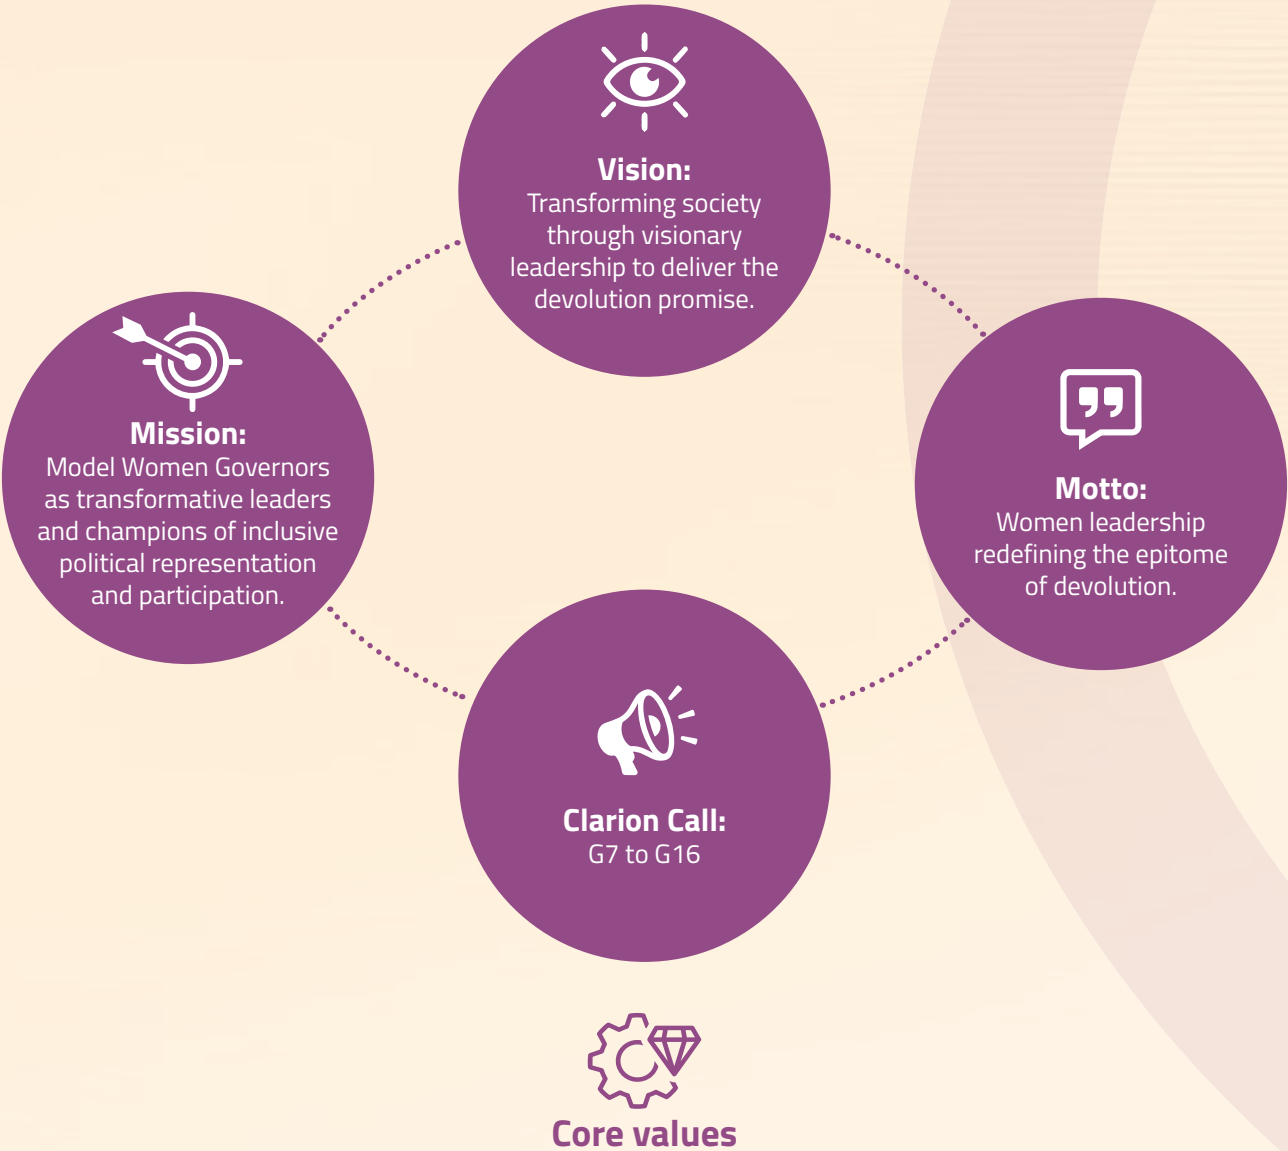 Vision:
Transforming society
through visionary
leadership to deliver the
devolution promise.
Mission:
Model Women Governors
as transformative leaders
and champions of inclusive
political representation
and participation.
Motto:
Women leadership
redefining the epitome
of devolution.
Clarion Call:
G7 to G16
Core values